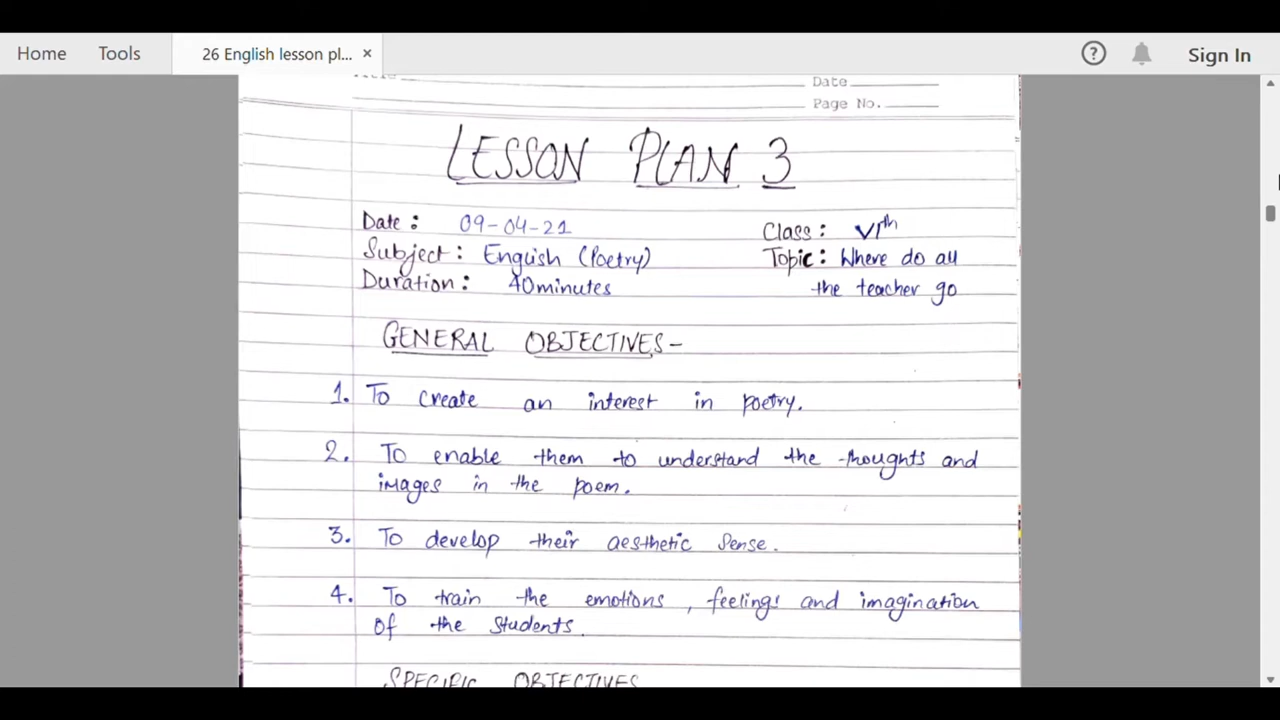 Home Tools 26 English lesson pl... × ? Sign In
Date
Page No.
LESSON PLAN 3
Date: 09-04-21 Class: VIth
Subject: English (Poetry) Topic: Where do all
Duration: 40minutes the teacher go
GENERAL OBJECTIVES-
1. To create an interest in poetry.
2. To enable them to understand the thoughts and
images in the poem.
3. To develop their aesthetic sense.
4. To train the emotions, feelings and imagination
of the students.
SPECIFIC OBJECTIVES